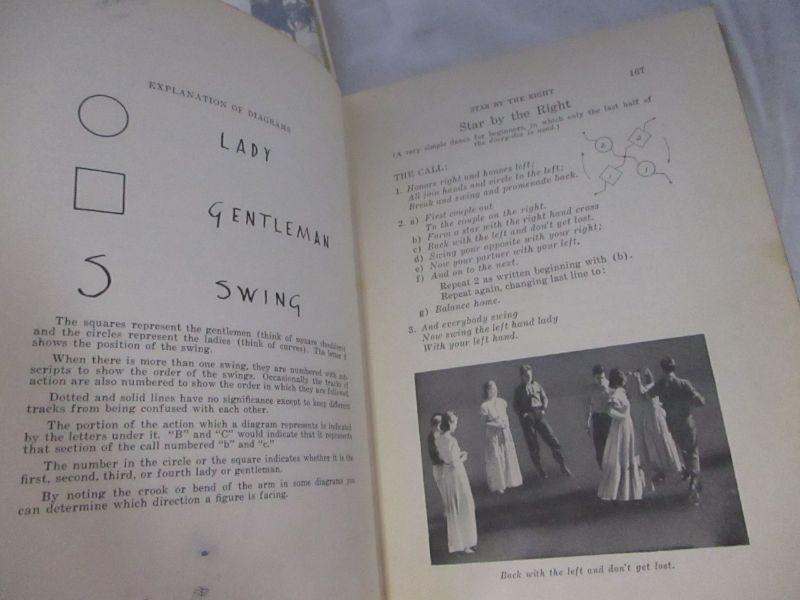 EXPLANATION OF DIAGRAMS
LADY
GENTLEMAN
S
SWING
The squares represent the gentlemen (think of square shoulders)
and the circles represent the ladies (think of curves). The letter S
shows the position of the swing.
When there is more than one swing, they are numbered with sub-
scripts to show the order of the swings. Occasionally the tracks of
action are also numbered to show the order in which they are followed.
Dotted and solid lines have no significance except to keep different
tracks from being confused with each other.
The portion of the action which a diagram represents is indicated
by the letters under it. "B" and "C" would indicate that it represents
that section of the call numbered "b" and "c."
The number in the circle or the square indicates whether it is the
first, second, third, or fourth lady or gentleman.
By noting the crook or bend of the arm in some diagrams you
can determine which direction a figure is facing.
STAR BY THE RIGHT
167
Star by the Right
(A very simple dance for beginners, in which only the last half of
the docey-doe is used.)
THE CALL:
1. Honors right and honors left;
All join hands and circle to the left;
Break and swing and promenade back.
2. a) First couple out
To the couple on the right.
b) Form a star with the right hand cross
c) Back with the left and don't get lost.
d) Swing your opposite with your right;
e) Now your partner with your left,
f) And on to the next.
Repeat 2 as written beginning with (b).
Repeat again, changing last line to:
g) Balance home.
3. And everybody swing
Now swing the left hand lady
With your left hand.
2
2
1
1
Back with the left and don't get lost.